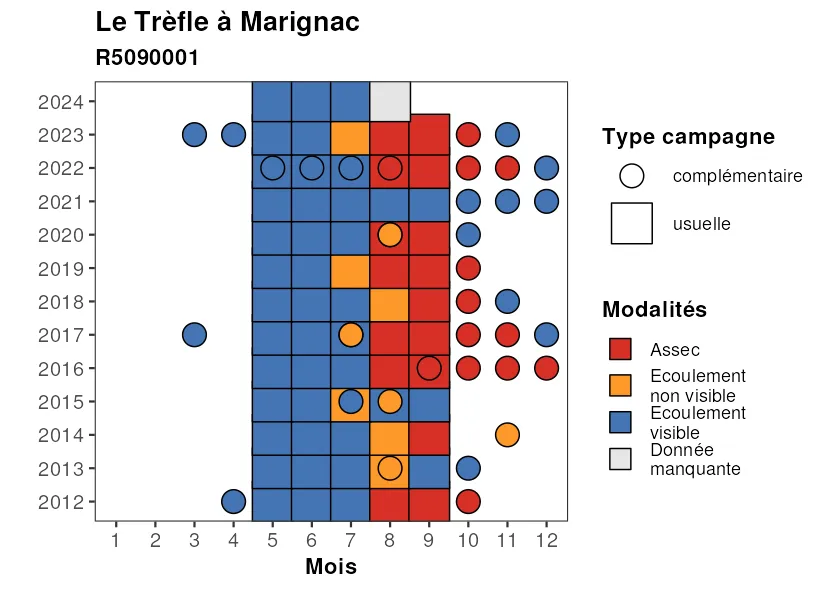 Le Trèfle à Marignac
R5090001
2024
2023
2022
2021
2020
2019
2018
2017
2016
2015
2014
2013
2012
1 2 3 4 5 6 7 8 9 10 11 12
Mois
Type campagne
complémentaire
usuelle
Modalités
Assec
Ecoulement
non visible
Ecoulement
visible
Donnée
manquante